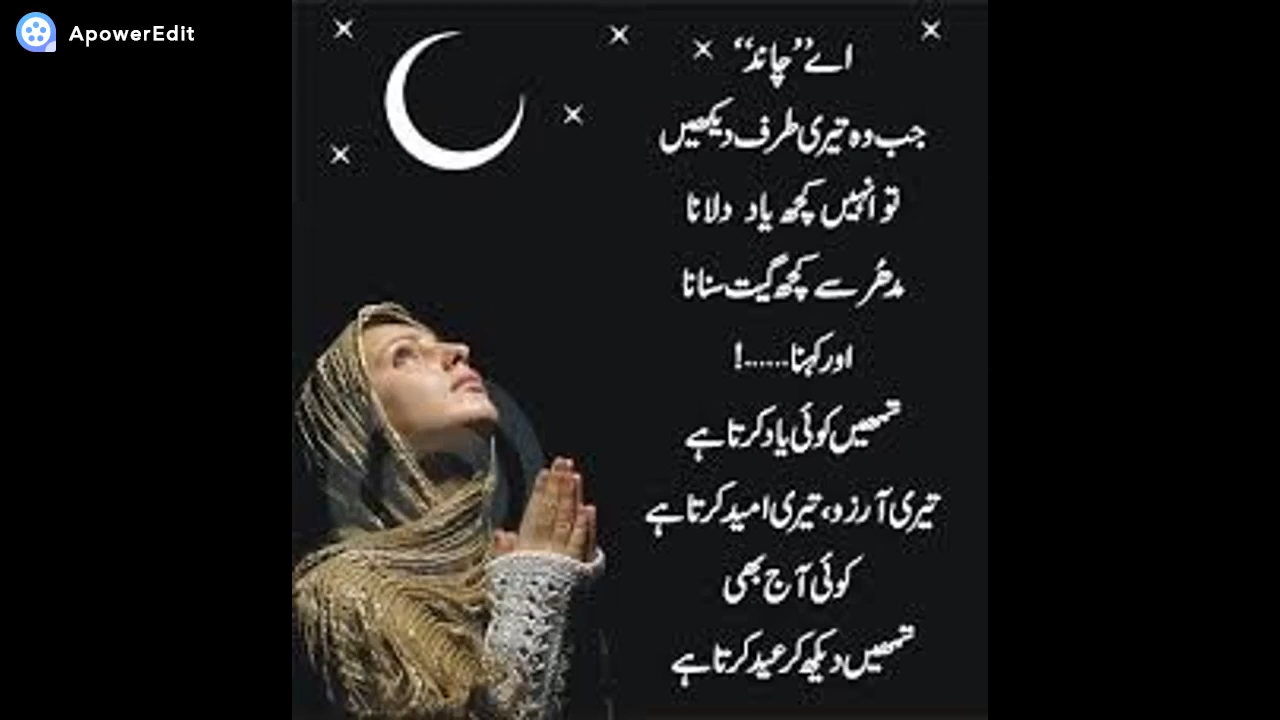 ApowerEdit
اے”چاند“
جب وہ تیری طرف دیکھیں
تو انہیں کچھ یاد دلانا
مدھُر سے کچھ گیت سنانا
اور کہنا......!
تمھیں کوئی یاد کرتا ہے
تیری آرزو، تیری امید کرتا ہے
کوئی آج بھی
تمھیں دیکھ کر عید کرتا ہے